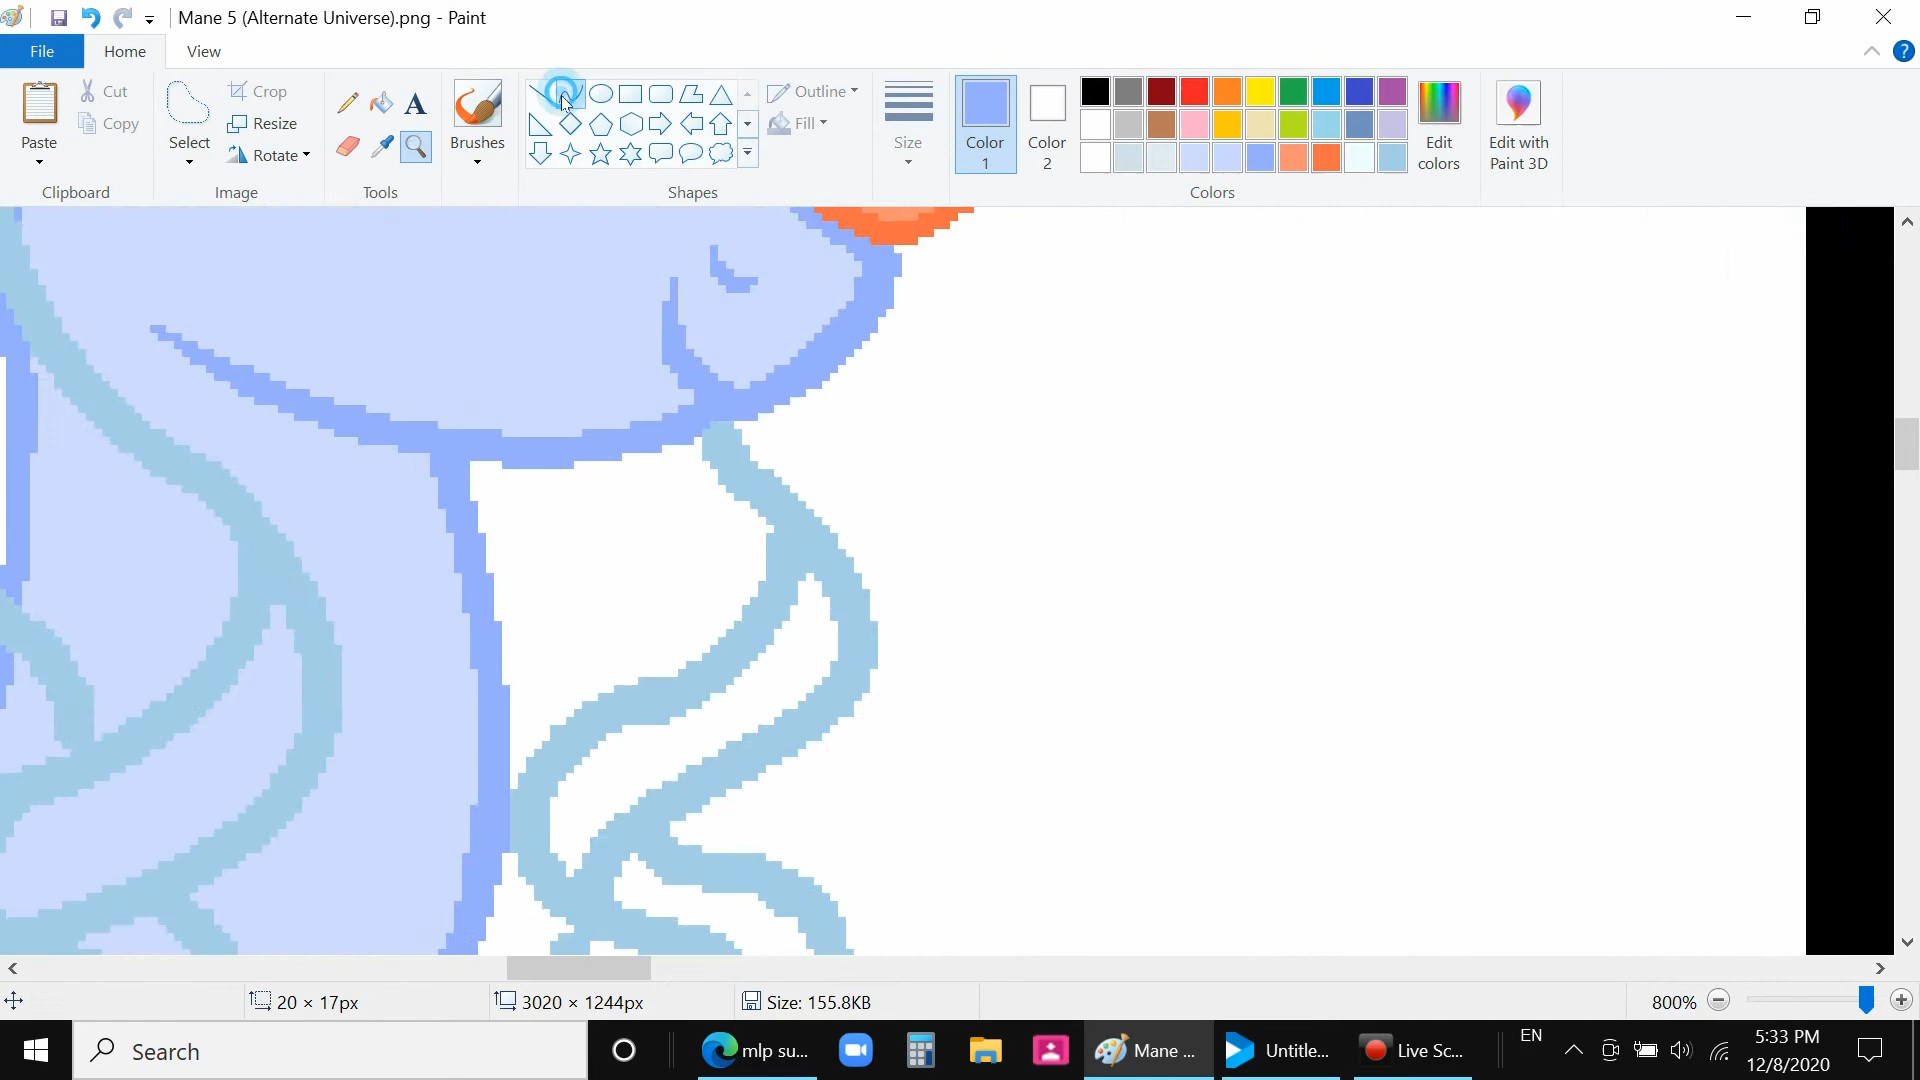 Mane 5 (Alternate Universe).png - Paint
File Home View
Paste
Cut
Copy
Clipboard
Select
Crop
Resize
Rotate
Image
A
Tools
Brushes
Shapes
Outline
Fill
Size
Color 1
Color 2
Edit colors
Colors
Edit with Paint 3D
20 × 17px
3020 × 1244px
Size: 155.8KB
800%
Search
mlp su...
Mane ...
Untitle...
Live Sc...
EN
5:33 PM
12/8/2020